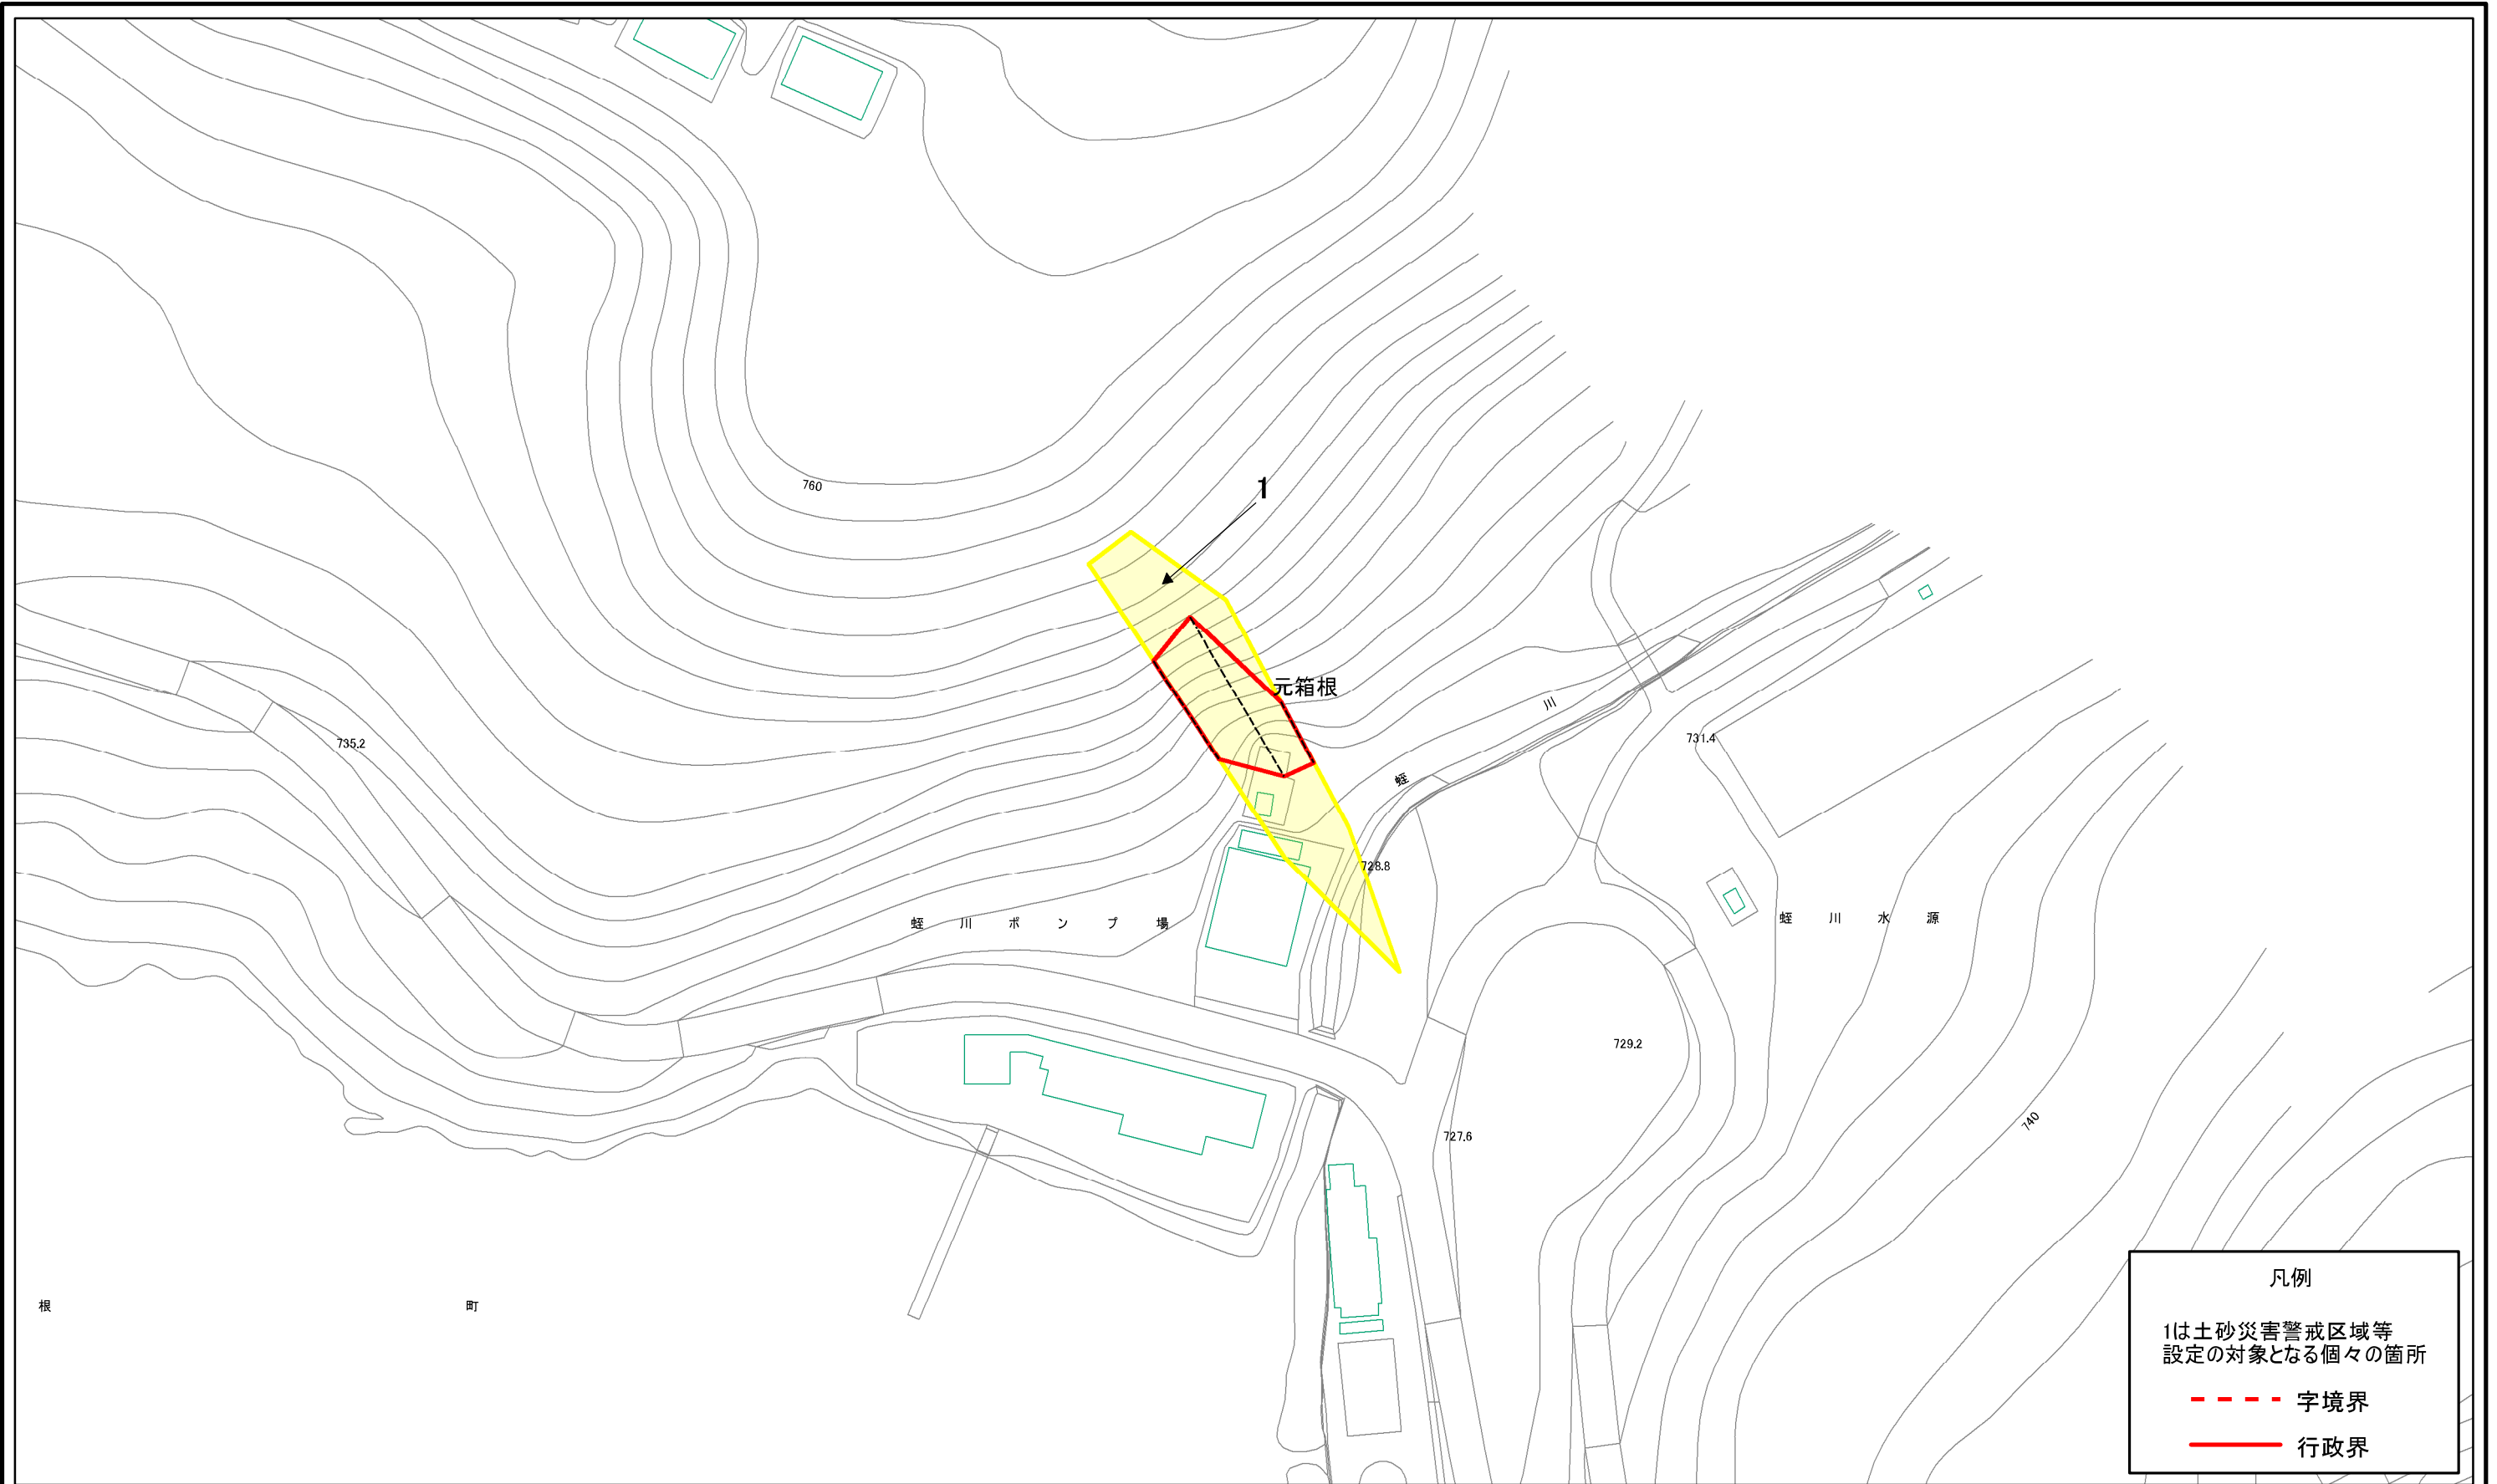 760
1
元箱根
川
蛭
735.2
731.4
728.8
蛭川ポンプ場
蛭川水源
729.2
727.6
740
根町
凡例
1は土砂災害警戒区域等
設定の対象となる個々の箇所
字境界
行政界